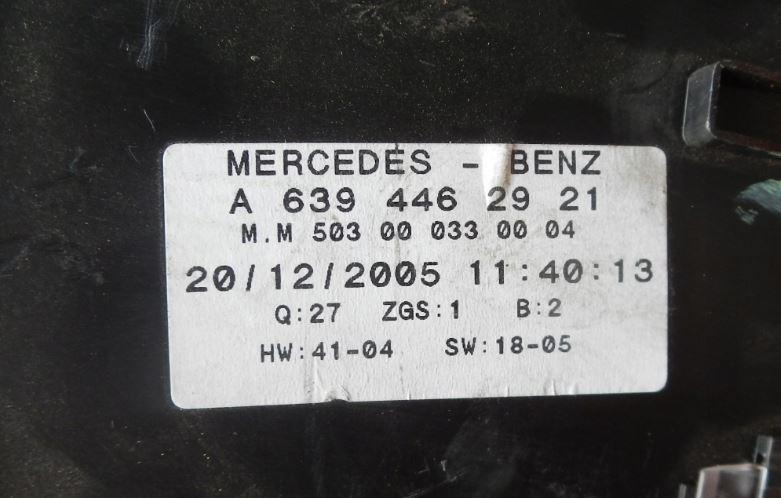 MERCEDES - BENZ
A 639 446 29 21
M.M 503 00 033 00 04
20/12/2005 11:40:13
Q:27 ZGS:1 B:2
HW:41-04 SW:18-05